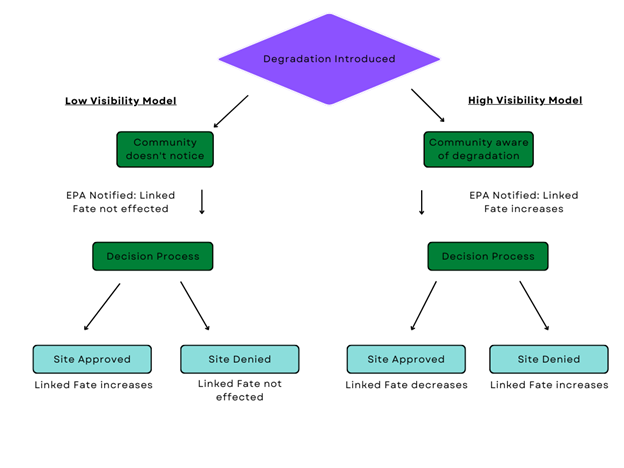 Degradation Introduced
Low Visibility Model
High Visibility Model
Community
doesn't notice
Community aware
of degradation
EPA Notified: Linked
Fate not effected
EPA Notified: Linked
Fate increases
Decision Process
Decision Process
Site Approved
Site Denied
Site Approved
Site Denied
Linked Fate increases
Linked Fate not
effected
Linked Fate decreases
Linked Fate increases